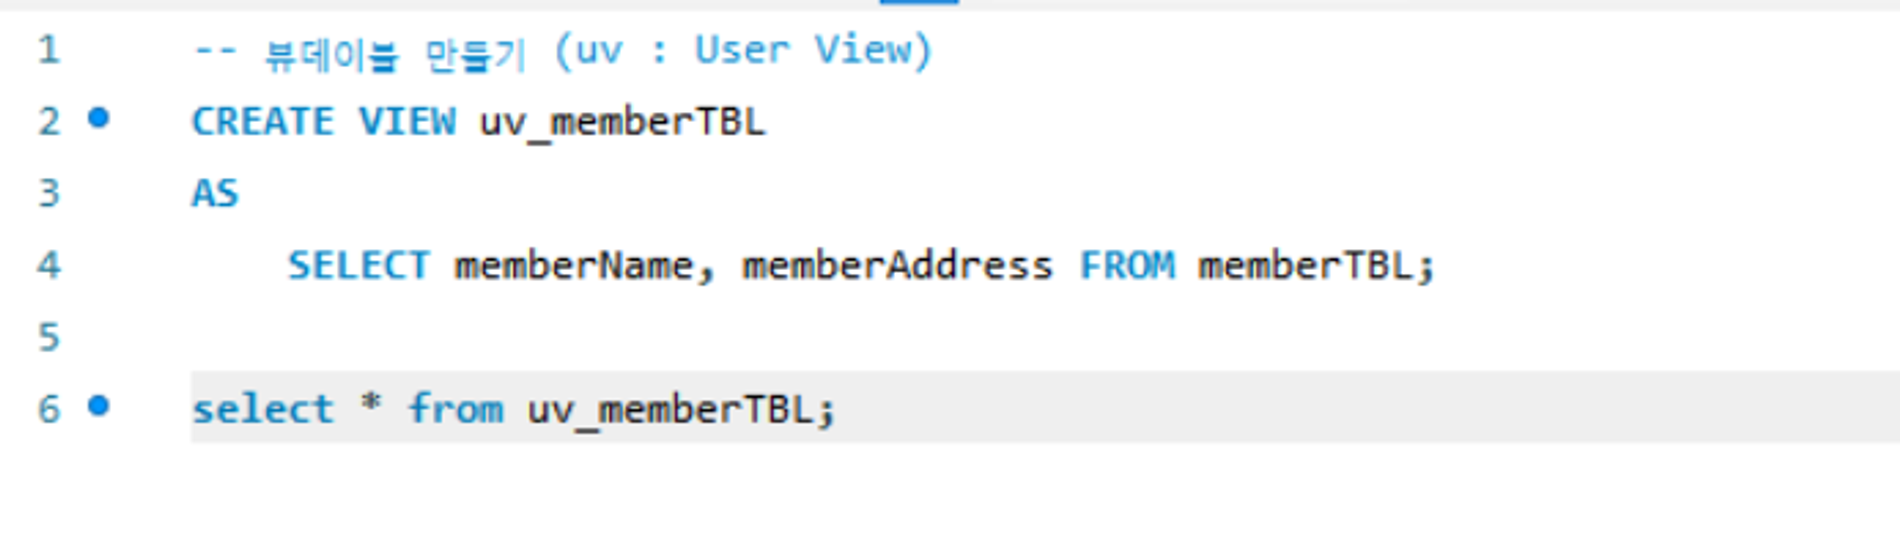 1 -- 뷰데이블 만들기 (uv : User View)
2 CREATE VIEW uv_memberTBL
3 AS
4 SELECT memberName, memberAddress FROM memberTBL;
5
6 select * from uv_memberTBL;